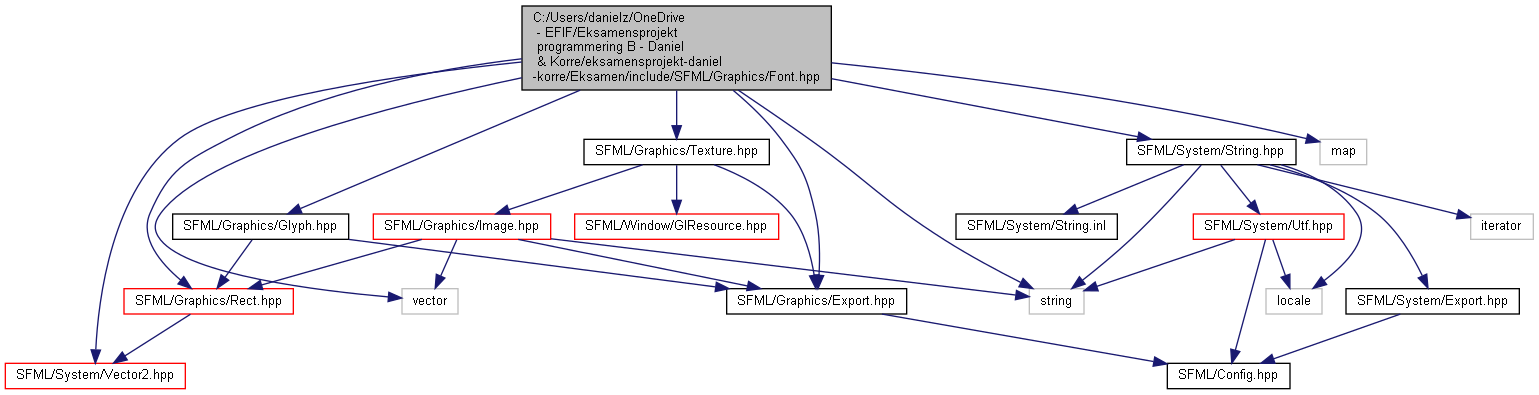 C:/Users/danielz/OneDrive
- EFIF/Eksamensprojekt
programmering B - Daniel
& Korre/eksamensprojekt-daniel
-korre/Eksamen/include/SFML/Graphics/Font.hpp
SFML/Graphics/Texture.hpp
SFML/System/String.hpp
map
SFML/Graphics/Glyph.hpp
SFML/Graphics/Image.hpp
SFML/Window/GlResource.hpp
SFML/System/String.inl
SFML/System/Utf.hpp
iterator
SFML/Graphics/Rect.hpp
vector
SFML/Graphics/Export.hpp
string
locale
SFML/System/Export.hpp
SFML/System/Vector2.hpp
SFML/Config.hpp